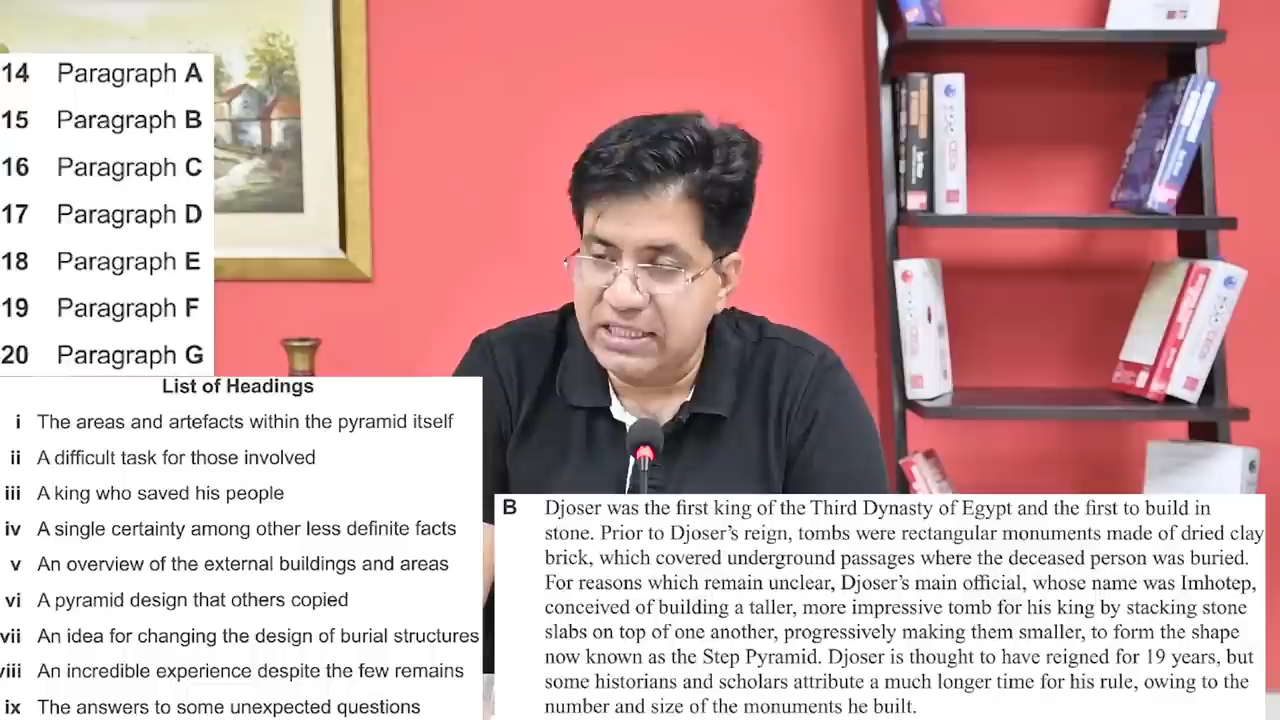 14 Paragraph A
15 Paragraph B
16 Paragraph C
17 Paragraph D
18 Paragraph E
19 Paragraph F
20 Paragraph G
List of Headings
i The areas and artefacts within the pyramid itself
ii A difficult task for those involved
iii A king who saved his people
iv A single certainty among other less definite facts
v An overview of the external buildings and areas
vi A pyramid design that others copied
vii An idea for changing the design of burial structures
viii An incredible experience despite the few remains
ix The answers to some unexpected questions
B Djoser was the first king of the Third Dynasty of Egypt and the first to build in
stone. Prior to Djoser's reign, tombs were rectangular monuments made of dried clay
brick, which covered underground passages where the deceased person was buried.
For reasons which remain unclear, Djoser's main official, whose name was Imhotep,
conceived of building a taller, more impressive tomb for his king by stacking stone
slabs on top of one another, progressively making them smaller, to form the shape
now known as the Step Pyramid. Djoser is thought to have reigned for 19 years, but
some historians and scholars attribute a much longer time for his rule, owing to the
number and size of the monuments he built.